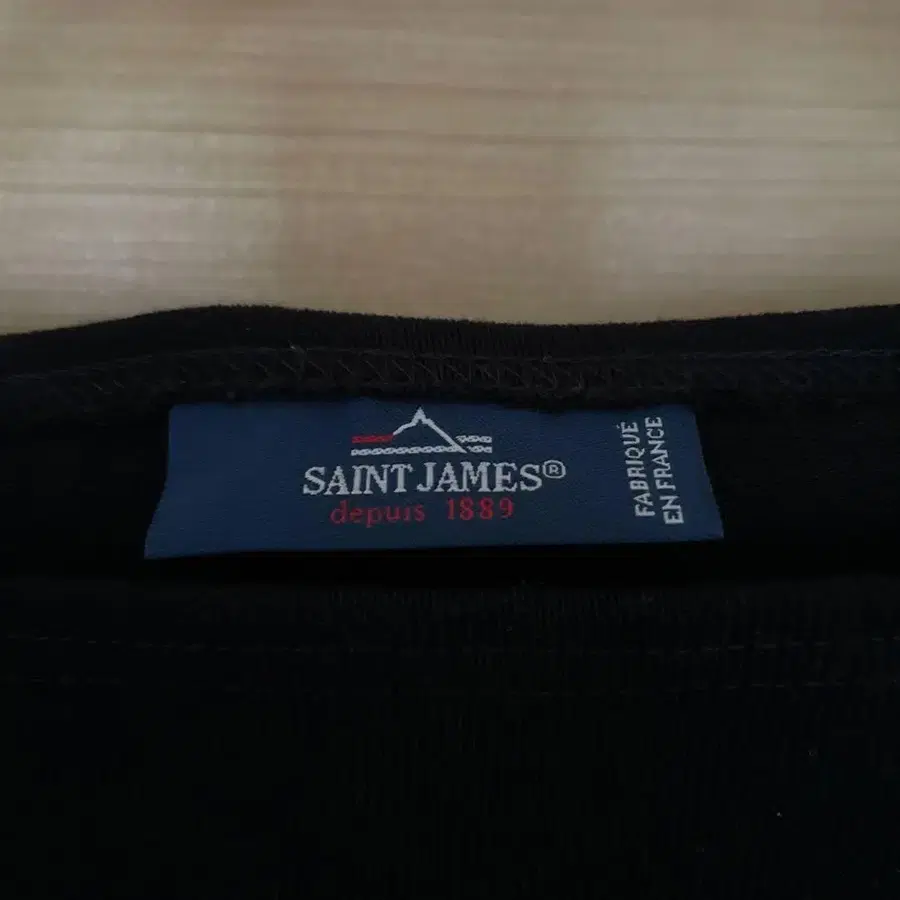 SAINT JAMES®
depuis 1889
FABRIQUÉ
EN FRANCE